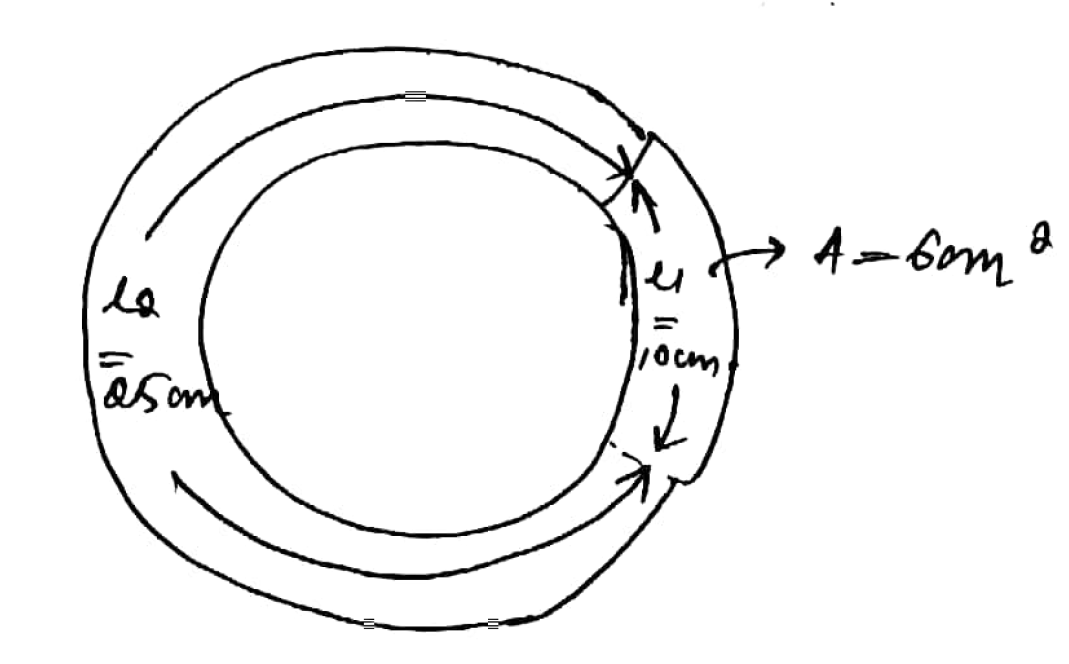 l2
=
25cm
l1
=
10cm
A = 6cm²